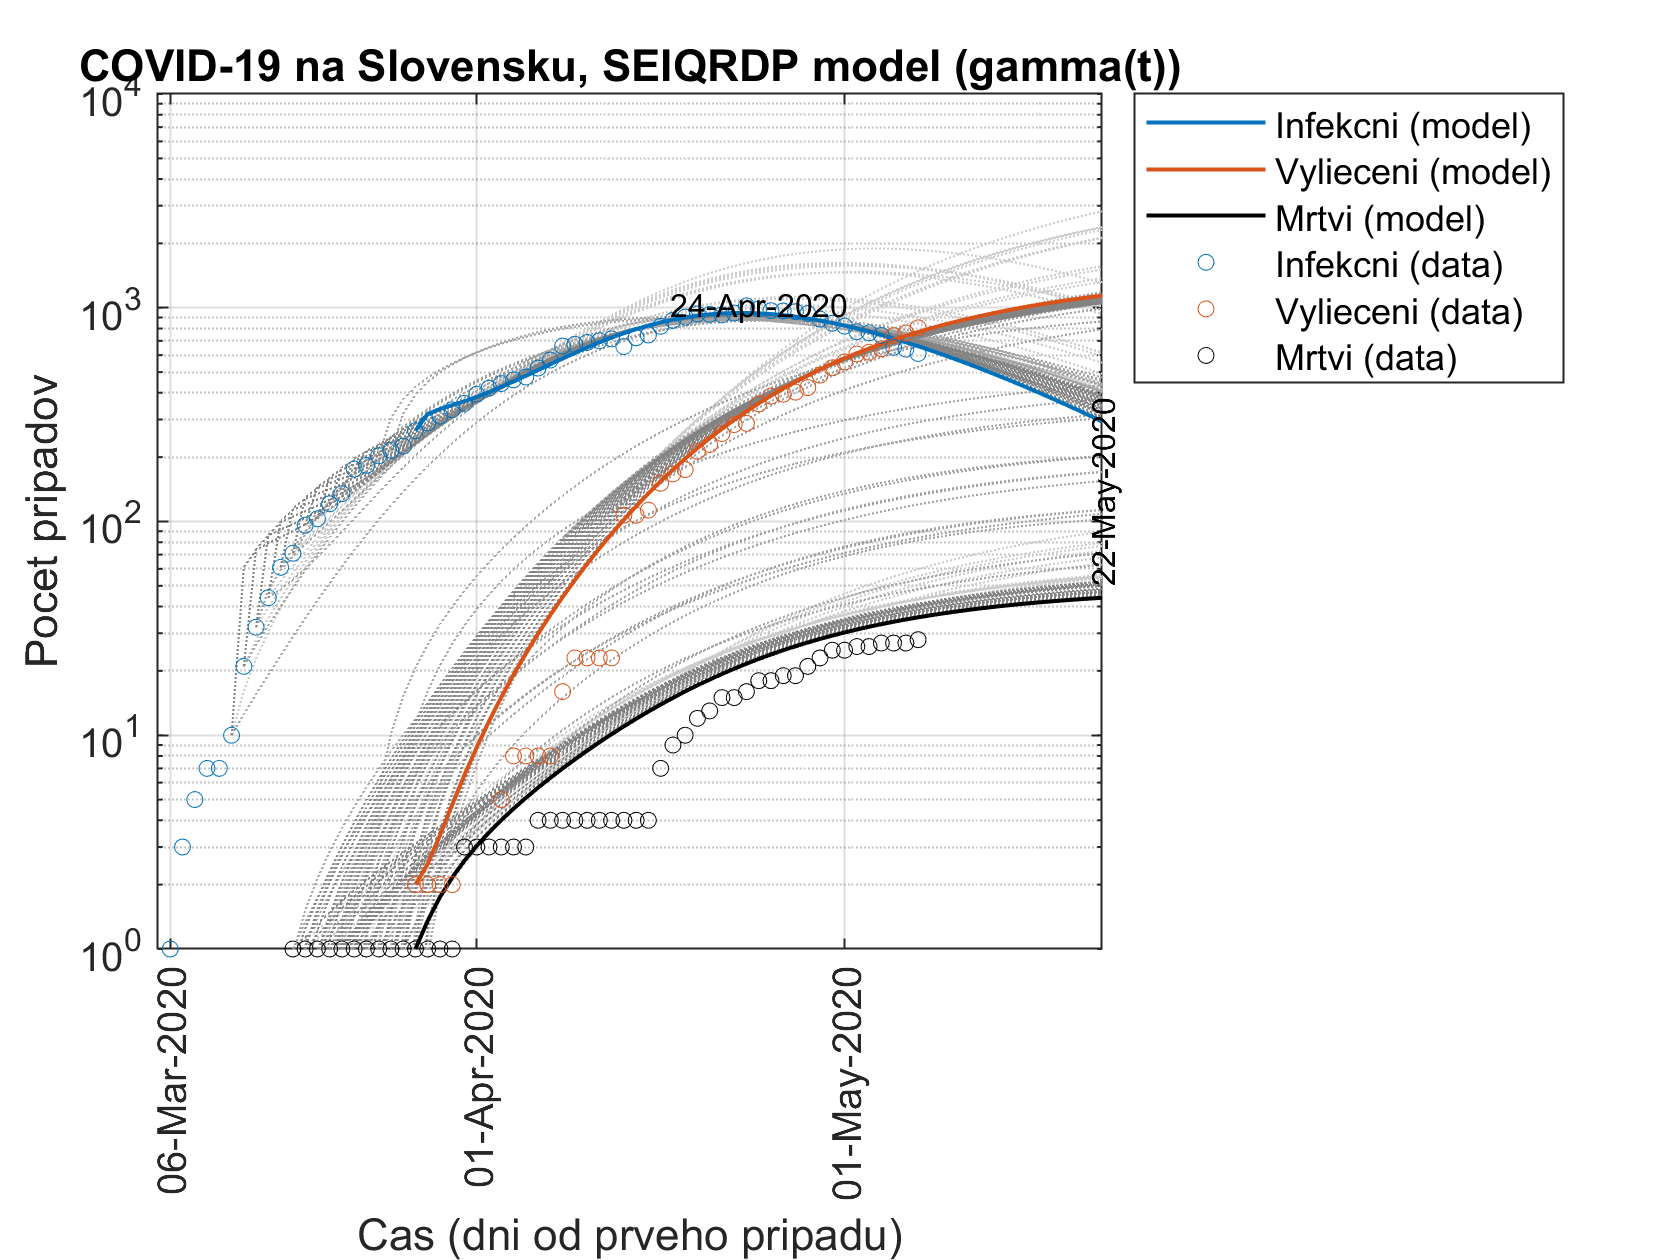 COVID-19 na Slovensku, SEIQRDP model (gamma(t))
10^4
10^3
10^2
10^1
10^0
Pocet pripadov
24-Apr-2020
22-May-2020
06-Mar-2020
01-Apr-2020
01-May-2020
Cas (dni od prveho pripadu)
Infekcni (model)
Vylieceni (model)
Mrtvi (model)
Infekcni (data)
Vylieceni (data)
Mrtvi (data)